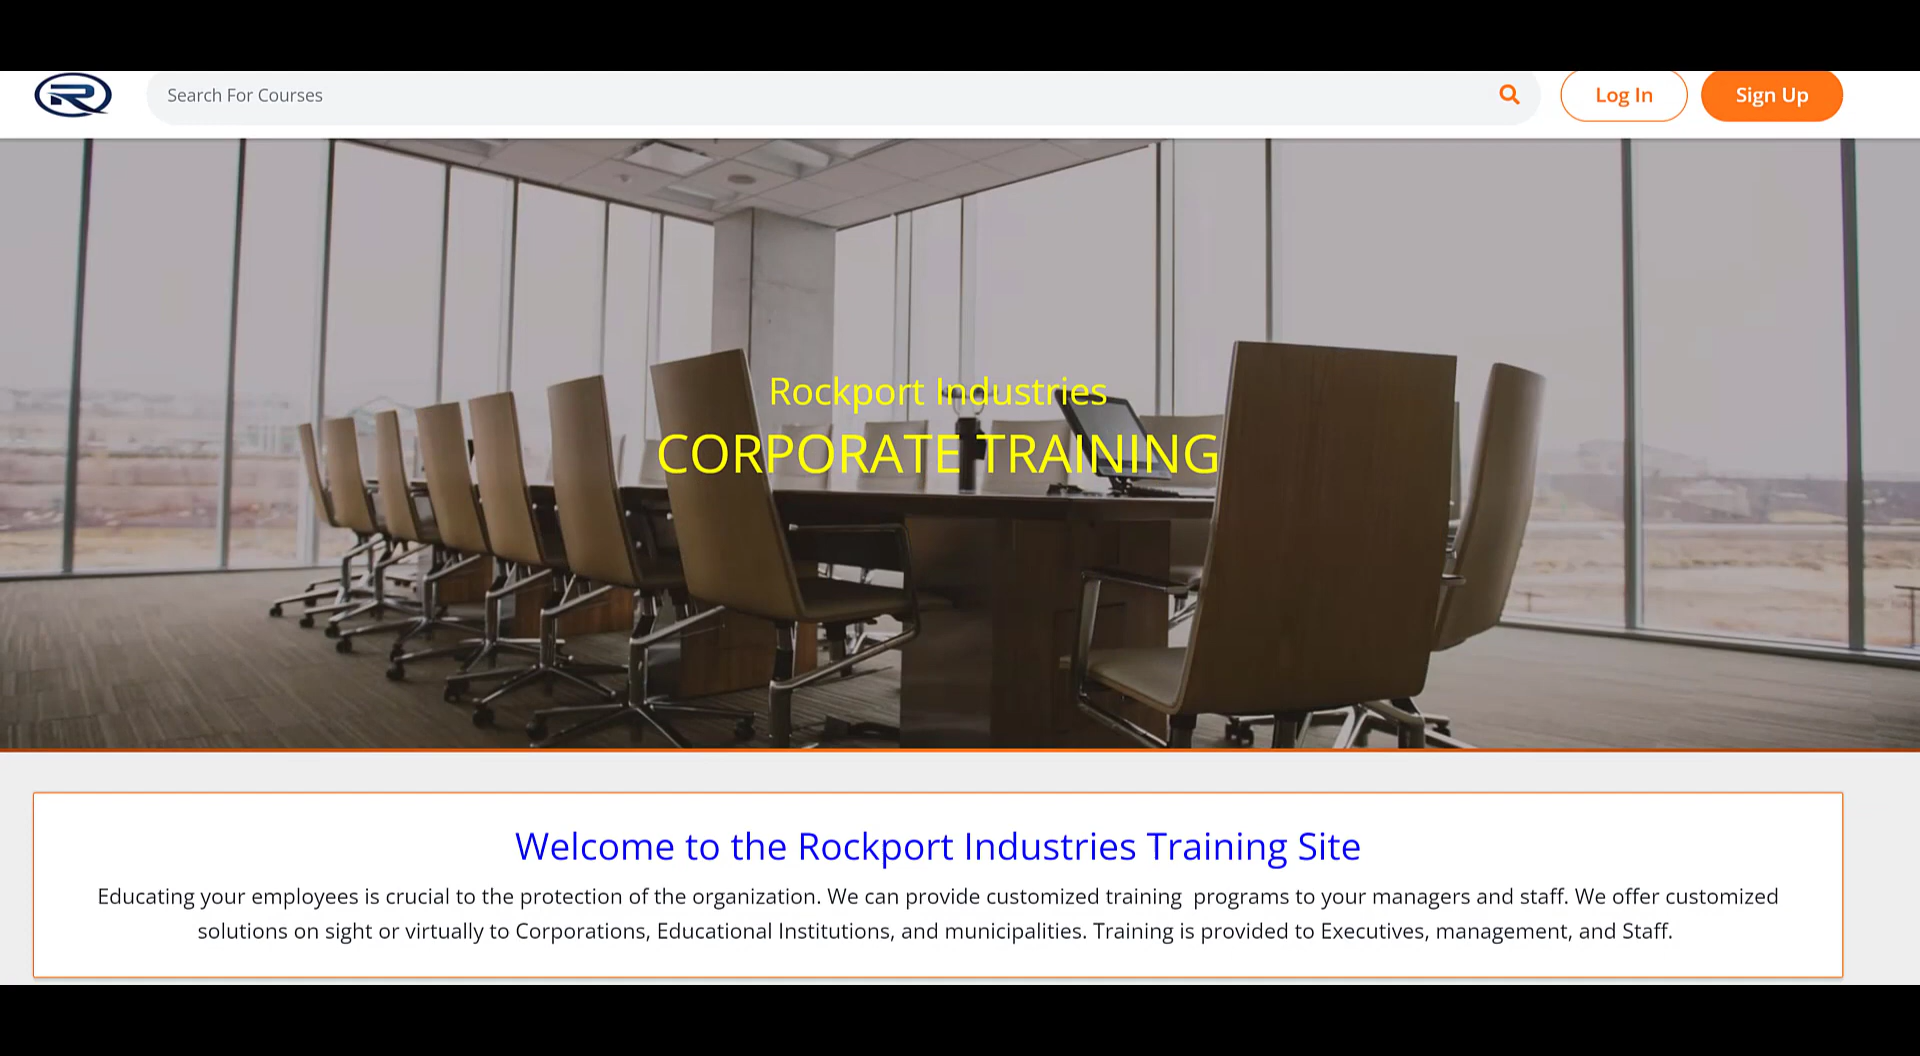 Search For Courses
Log In
Sign Up
Rockport Industries
CORPORATE TRAINING
Welcome to the Rockport Industries Training Site
Educating your employees is crucial to the protection of the organization. We can provide customized training  programs to your managers and staff. We offer customized
solutions on sight or virtually to Corporations, Educational Institutions, and municipalities. Training is provided to Executives, management, and Staff.